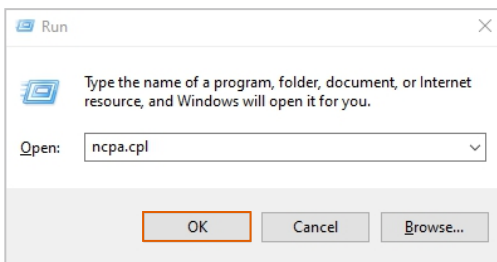 Run
Type the name of a program, folder, document, or Internet
resource, and Windows will open it for you.
Open: ncpa.cpl
OK Cancel Browse...